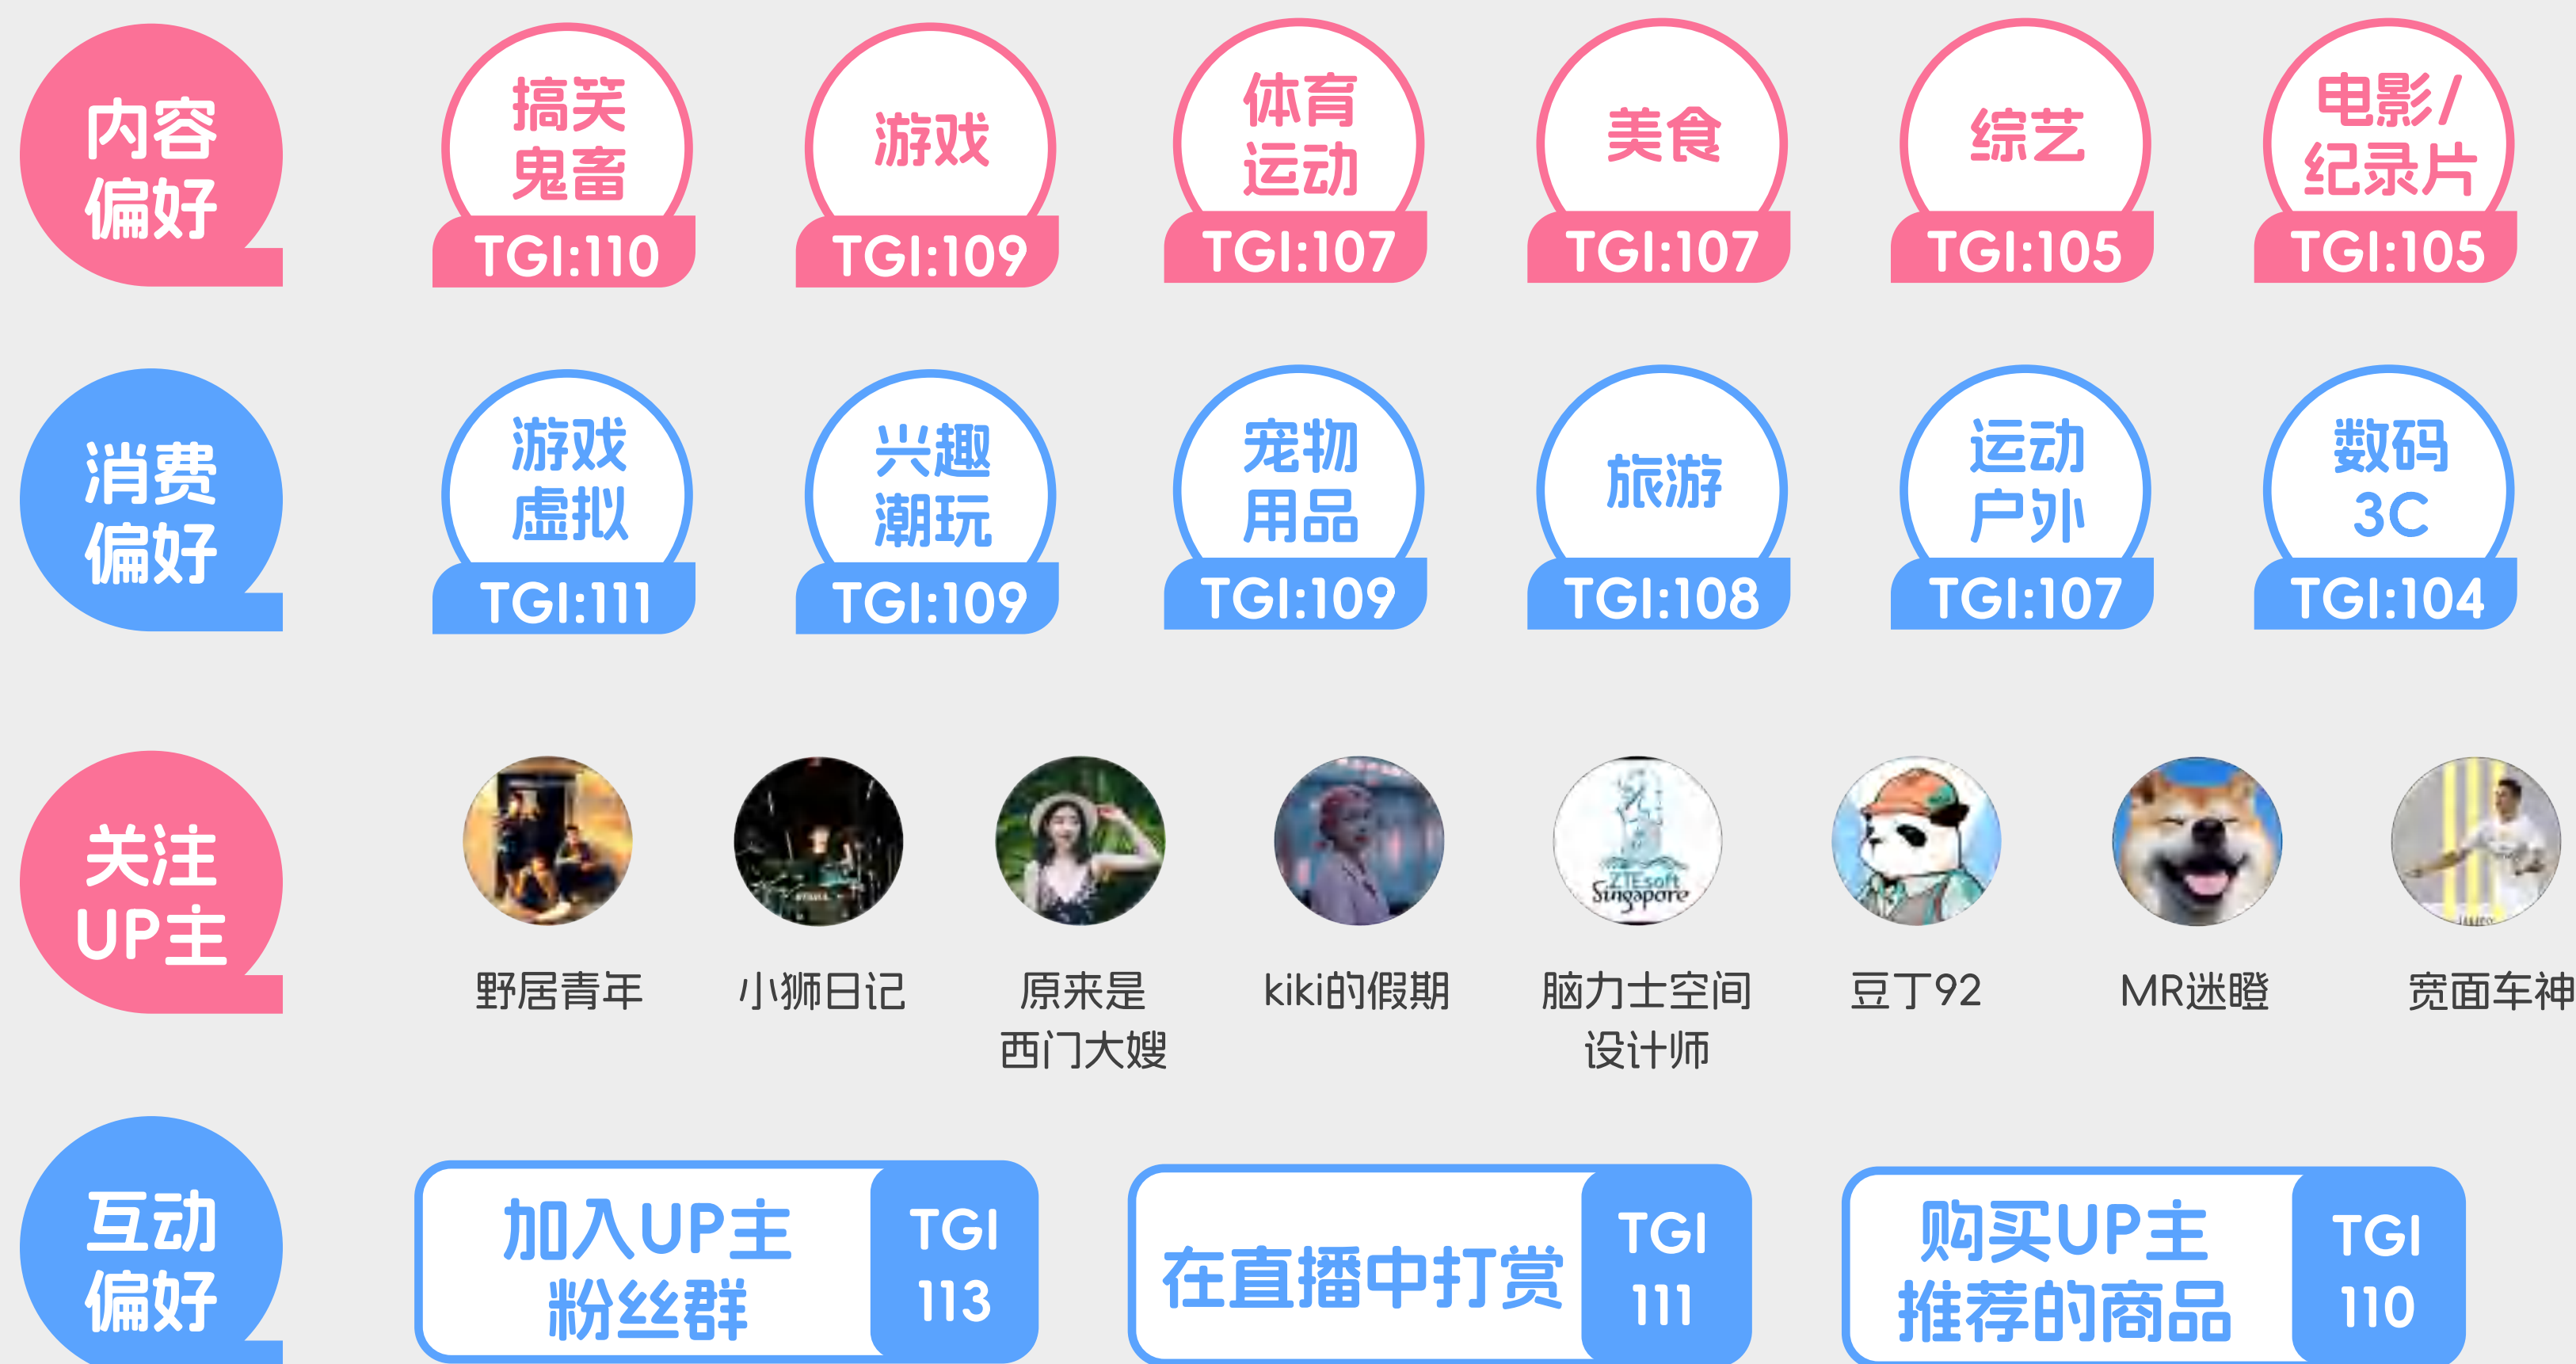 内容
偏好
搞笑
鬼畜
TGI:110
游戏
TGI:109
体育
运动
TGI:107
美食
TGI:107
综艺
TGI:105
电影/
纪录片
TGI:105
消费
偏好
游戏
虚拟
TGI:111
兴趣
潮玩
TGI:109
宠物
用品
TGI:109
旅游
TGI:108
运动
户外
TGI:107
数码
3C
TGI:104
关注
UP主
ZTEsoft
Singapore
野居青年
小狮日记
原来是
西门大嫂
kiki的假期
脑力士空间
设计师
豆丁92
MR迷瞪
宽面车神
互动
偏好
加入UP主
粉丝群
TGI
113
在直播中打赏
TGI
111
购买UP主
推荐的商品
TGI
110